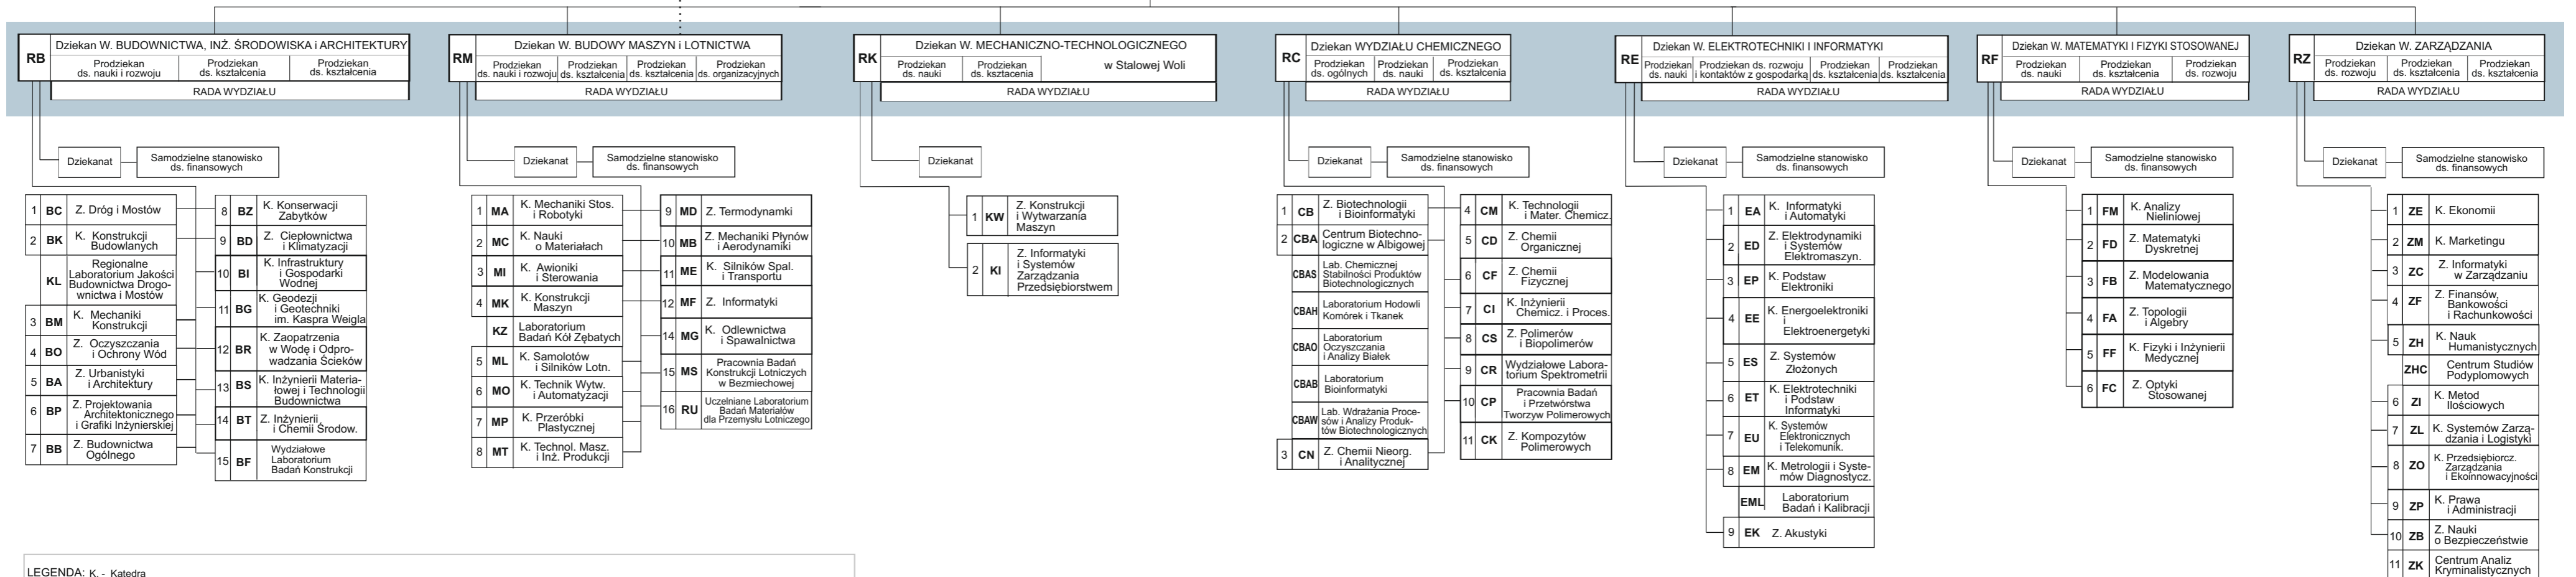 RB
Dziekan W. BUDOWNICTWA, INŻ. ŚRODOWISKA i ARCHITEKTURY
Prodziekan
ds. nauki i rozwoju
Prodziekan
ds. kształcenia
Prodziekan
ds. kształcenia
RADA WYDZIAŁU
Dziekanat
Samodzielne stanowisko
ds. finansowych
1 BC Z. Dróg i Mostów
2 BK K. Konstrukcji
Budowlanych
KL Regionalne
Laboratorium Jakości
Budownictwa Drogo-
wnictwa i Mostów
3 BM K. Mechaniki
Konstrukcji
4 BO Z. Oczyszczania
i Ochrony Wód
5 BA Z. Urbanistyki
i Architektury
6 BP Z. Projektowania
Architektonicznego
i Grafiki Inżynierskiej
7 BB Z. Budownictwa
Ogólnego
8 BZ K. Konserwacji
Zabytków
9 BD Z. Ciepłownictwa
i Klimatyzacji
10 BI K. Infrastruktury
i Gospodarki
Wodnej
11 BG K. Geodezji
i Geotechniki
im. Kaspra Weigla
12 BR K. Zaopatrzenia
w Wodę i Odpro-
wadzania Ścieków
13 BS K. Inżynierii Materia-
łowej i Technologii
Budownictwa
14 BT Z. Inżynierii
i Chemii Środow.
15 BF Wydziałowe
Laboratorium
Badań Konstrukcji
RM
Dziekan W. BUDOWY MASZYN i LOTNICTWA
Prodziekan
ds. nauki i rozwoju
Prodziekan
ds. kształcenia
Prodziekan
ds. kształcenia
Prodziekan
ds. organizacyjnych
RADA WYDZIAŁU
Dziekanat
Samodzielne stanowisko
ds. finansowych
1 MA K. Mechaniki Stos.
i Robotyki
2 MC K. Nauki
o Materiałach
3 MI K. Awioniki
i Sterowania
4 MK K. Konstrukcji
Maszyn
KZ Laboratorium
Badań Kół Zębatych
5 ML K. Samolotów
i Silników Lotn.
6 MO K. Technik Wytw.
i Automatyzacji
7 MP K. Przeróbki
Plastycznej
8 MT K. Technol. Masz.
i Inż. Produkcji
9 MD Z. Termodynamki
10 MB Z. Mechaniki Płynów
i Aerodynamiki
11 ME K. Silników Spal.
i Transportu
12 MF Z. Informatyki
14 MG K. Odlewnictwa
i Spawalnictwa
15 MS Pracownia Badań
Konstrukcji Lotniczych
w Bezmiechowej
16 RU Uczelniane Laboratorium
Badań Materiałów
dla Przemysłu Lotniczego
RK
Dziekan W. MECHANICZNO-TECHNOLOGICZNEGO
Prodziekan
ds. nauki
Prodziekan
ds. kształcenia
w Stalowej Woli
RADA WYDZIAŁU
Dziekanat
1 KW Z. Konstrukcji
i Wytwarzania
Maszyn
2 KI Z. Informatyki
i Systemów
Zarządzania
Przedsiębiorstwem
RC
Dziekan WYDZIAŁU CHEMICZNEGO
Prodziekan
ds. ogólnych
Prodziekan
ds. nauki
Prodziekan
ds. kształcenia
RADA WYDZIAŁU
Dziekanat
Samodzielne stanowisko
ds. finansowych
1 CB Z. Biotechnologii
i Bioinformatyki
2 CBA Centrum Biotechno-
logiczne w Albigowej
CBAS Lab. Chemicznej
Stabilności Produktów
Biotechnologicznych
CBAH Laboratorium Hodowli
Komórek i Tkanek
CBAO Laboratorium
Oczyszczania
i Analizy Białek
CBAB Laboratorium
Bioinformatyki
CBAW Lab. Wdrażania Proce-
sów i Analizy Produk-
tów Biotechnologicznych
3 CN Z. Chemii Nieorg.
i Analitycznej
4 CM K. Technologii
i Mater. Chemicz.
5 CD Z. Chemii
Organicznej
6 CF Z. Chemii
Fizycznej
7 CI K. Inżynierii
Chemicz. i Proces.
8 CS Z. Polimerów
i Biopolimerów
9 CR Wydziałowe Labora-
torium Spektrometrii
10 CP Pracownia Badań
i Przetwórstwa
Tworzyw Polimerowych
11 CK Z. Kompozytów
Polimerowych
RE
Dziekan W. ELEKTROTECHNIKI I INFORMATYKI
Prodziekan
ds. nauki
Prodziekan ds. rozwoju
i kontaktów z gospodarką
Prodziekan
ds. kształcenia
Prodziekan
ds. kształcenia
RADA WYDZIAŁU
Dziekanat
Samodzielne stanowisko
ds. finansowych
1 EA K. Informatyki
i Automatyki
2 ED Z. Elektrodynamiki
i Systemów
Elektromaszyn.
3 EP K. Podstaw
Elektroniki
4 EE K. Energoelektroniki
i
Elektroenergetyki
5 ES Z. Systemów
Złożonych
6 ET K. Elektrotechniki
i Podstaw
Informatyki
7 EU K. Systemów
Elektronicznych
i Telekomunik.
8 EM K. Metrologii i Syste-
mów Diagnostycz.
EML Laboratorium
Badań i Kalibracji
9 EK Z. Akustyki
RF
Dziekan W. MATEMATYKI I FIZYKI STOSOWANEJ
Prodziekan
ds. nauki
Prodziekan
ds. kształcenia
Prodziekan
ds. rozwoju
RADA WYDZIAŁU
Dziekanat
Samodzielne stanowisko
ds. finansowych
1 FM K. Analizy
Nieliniowej
2 FD Z. Matematyki
Dyskretnej
3 FB Z. Modelowania
Matematycznego
4 FA Z. Topologii
i Algebry
5 FF K. Fizyki i Inżynierii
Medycznej
6 FC Z. Optyki
Stosowanej
RZ
Dziekan W. ZARZĄDZANIA
Prodziekan
ds. rozwoju
Prodziekan
ds. kształcenia
Prodziekan
ds. kształcenia
RADA WYDZIAŁU
Dziekanat
Samodzielne stanowisko
ds. finansowych
1 ZE K. Ekonomii
2 ZM K. Marketingu
3 ZC Z. Informatyki
w Zarządzaniu
4 ZF Z. Finansów,
Bankowości
i Rachunkowości
5 ZH K. Nauk
Humanistycznych
ZHC Centrum Studiów
Podyplomowych
6 ZI K. Metod
Ilościowych
7 ZL K. Systemów Zarzą-
dzania i Logistyki
8 ZO K. Przedsiębiorcz.
Zarządzania
i Ekoinnowacyjności
9 ZP K. Prawa
i Administracji
10 ZB Z. Nauki
o Bezpieczeństwie
11 ZK Centrum Analiz
Kryminalistycznych
LEGENDA: K. - Katedra